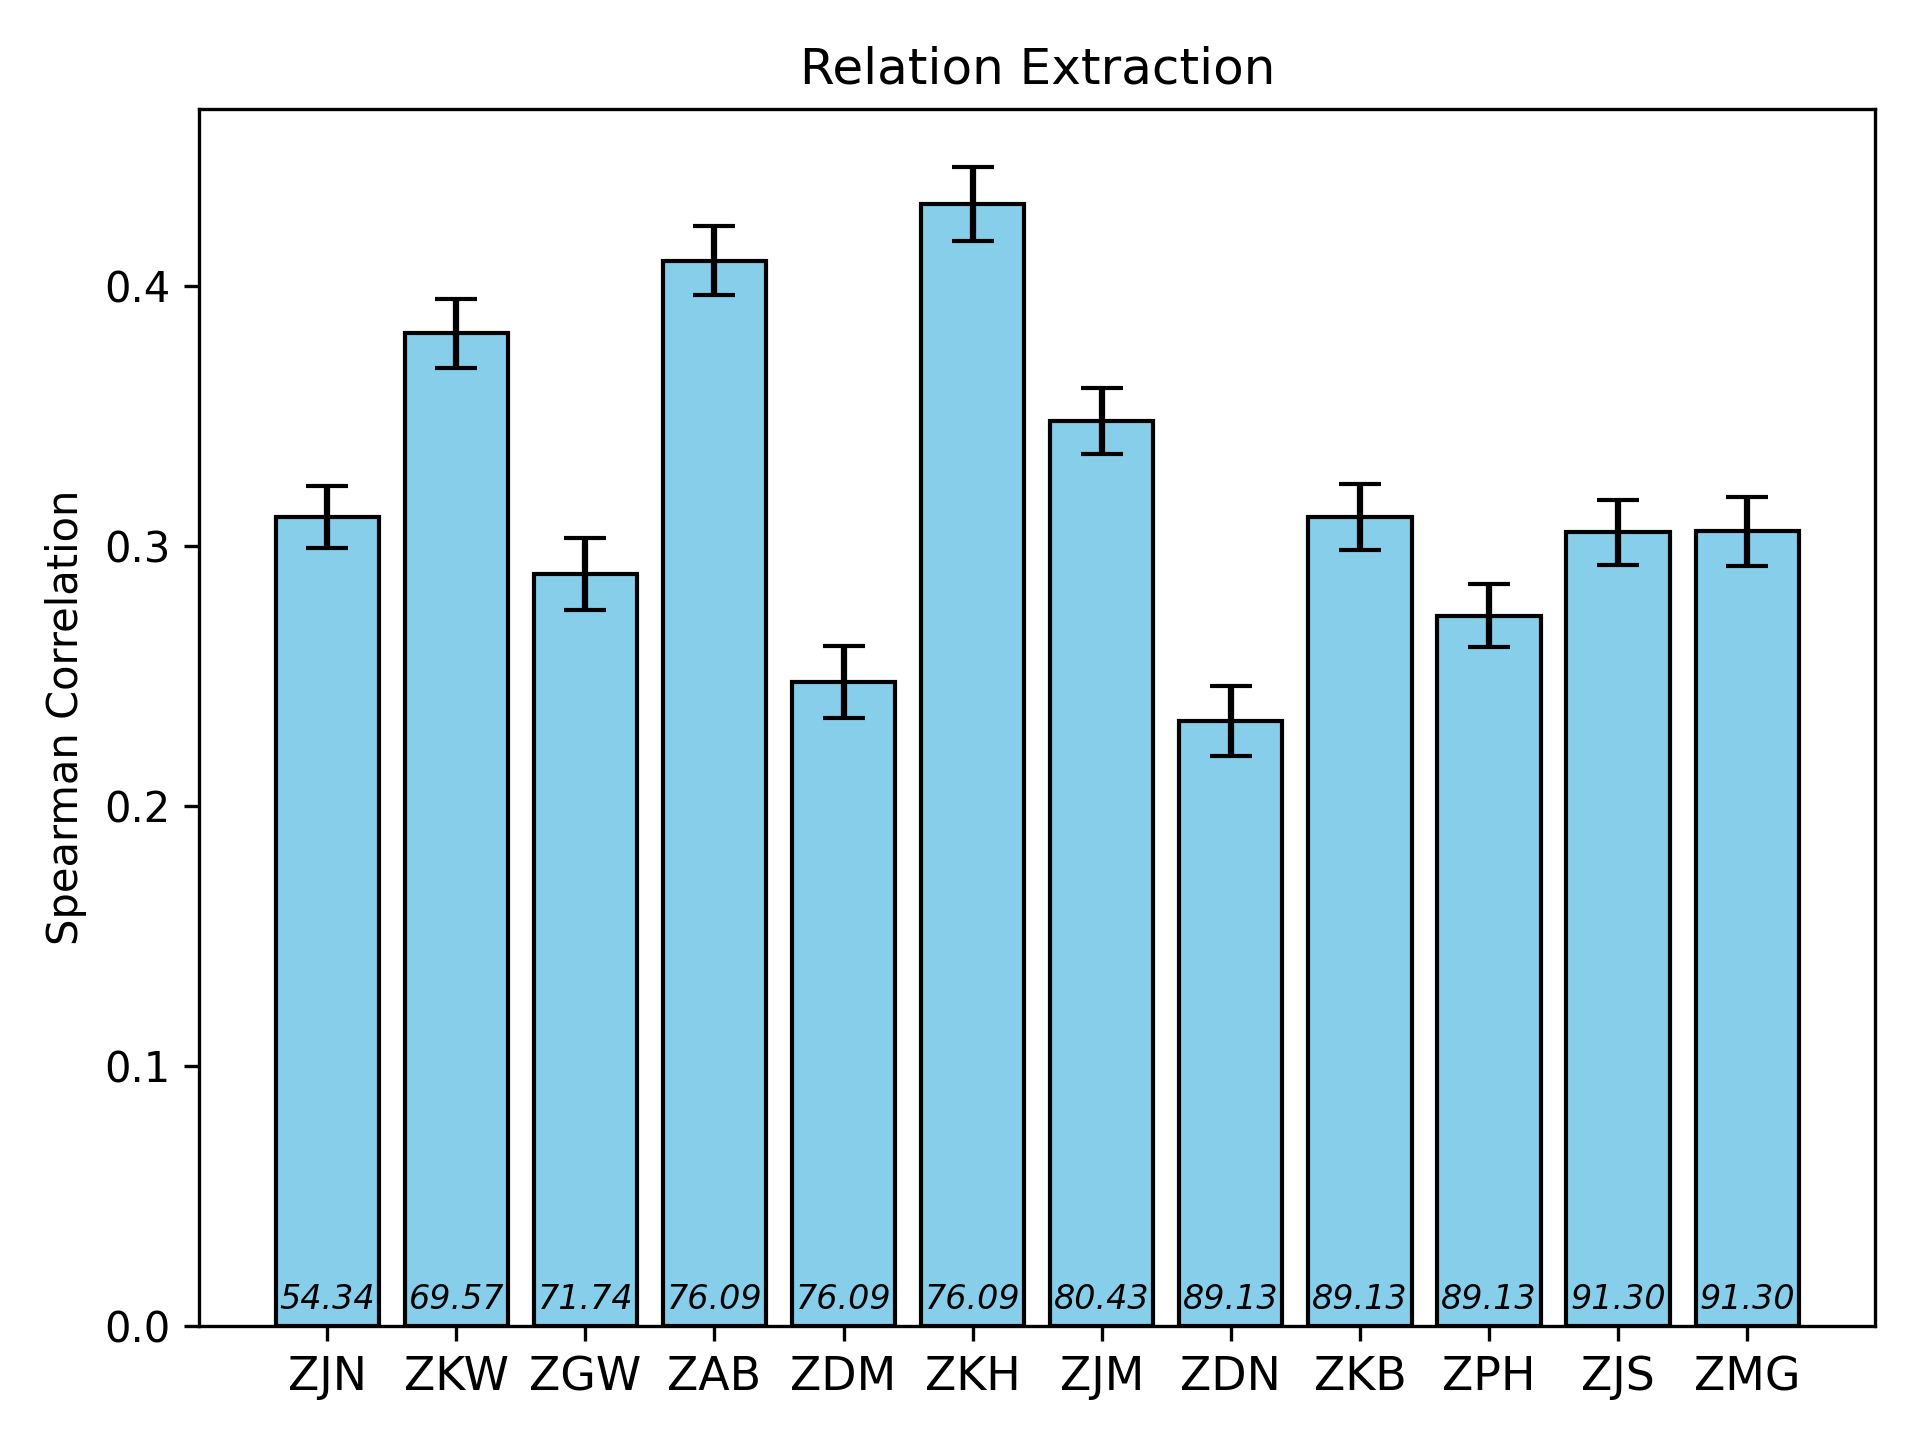 Relation Extraction
Spearman Correlation
0.4
0.3
0.2
0.1
0.0
54.34 69.57 71.74 76.09 76.09 76.09 80.43 89.13 89.13 89.13 91.30 91.30
ZJN ZKW ZGW ZAB ZDM ZKH ZJM ZDN ZKB ZPH ZJS ZMG